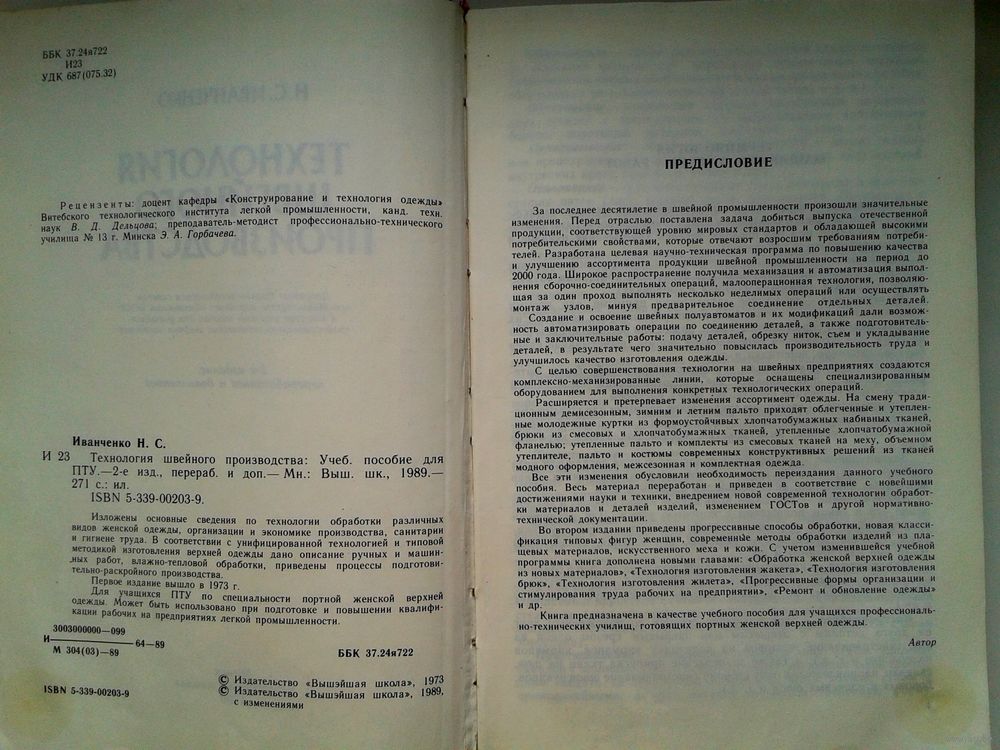 ББК 37.24я722
И23
УДК 687(075.32)
Рецензенты: доцент кафедры «Конструирование и технология одежды»
Витебского технологического института легкой промышленности, канд. техн.
наук В. Д. Дельцова; преподаватель-методист профессионально-технического
училища № 13 г. Минска Э. А. Горбачева.
Иванченко Н. С.
И 23 Технология швейного производства: Учеб. пособие для
ПТУ.—2-е изд., перераб. и доп.— Мн.: Выш. шк., 1989.—
271 с.: ил.
ISBN 5-339-00203-9.
Изложены основные сведения по технологии обработки различных
видов женской одежды, организации и экономике производства, санитарии
и гигиене труда. В соответствии с унифицированной технологией и типовой
методикой изготовления верхней одежды дано описание ручных и машин-
ных работ, влажно-тепловой обработки, приведены процессы подготови-
тельно-раскройного производства.
Первое издание вышло в 1973 г.
Для учащихся ПТУ по специальности портной женской верхней
одежды. Может быть использовано при подготовке и повышении квалифи-
кации рабочих на предприятиях легкой промышленности.
3003000000—099
И———64—89
М 304(03)—89
ББК 37.24я722
ISBN 5-339-00203-9
© Издательство «Вышэйшая школа», 1973
© Издательство «Вышэйшая школа», 1989,
с изменениями
ПРЕДИСЛОВИЕ
За последнее десятилетие в швейной промышленности произошли значительные
изменения. Перед отраслью поставлена задача добиться выпуска отечественной
продукции, соответствующей уровню мировых стандартов и обладающей высокими
потребительскими свойствами, которые отвечают возросшим требованиям потреби-
телей. Разработана целевая научно-техническая программа по повышению качества
и улучшению ассортимента продукции швейной промышленности на период до
2000 года. Широкое распространение получила механизация и автоматизация выпол-
нения сборочно-соединительных операций, малооперационная технология, позволяю-
щая за один проход выполнять несколько неделимых операций или осуществлять
монтаж узлов, минуя предварительное соединение отдельных деталей.
Создание и освоение швейных полуавтоматов и их модификаций дали возмож-
ность автоматизировать операции по соединению деталей, а также подготовитель-
ные и заключительные работы: подачу деталей, обрезку ниток, съем и укладывание
деталей, в результате чего значительно повысилась производительность труда и
улучшилось качество изготовления одежды.
С целью совершенствования технологии на швейных предприятиях создаются
комплексно-механизированные линии, которые оснащены специализированным
оборудованием для выполнения конкретных технологических операций.
Расширяется и претерпевает изменения ассортимент одежды. На смену тради-
ционным демисезонным, зимним и летним пальто приходят облегченные и утеплен-
ные молодежные куртки из формоустойчивых хлопчатобумажных набивных тканей,
брюки из смесовых и хлопчатобумажных тканей, утепленные хлопчатобумажной
фланелью; утепленные пальто и комплекты из смесовых тканей на меху, объемном
утеплителе, пальто и костюмы современных конструктивных решений из тканей
модного оформления, межсезонная и комплектная одежда.
Все эти изменения обусловили необходимость переиздания данного учебного
пособия. Весь материал переработан и приведен в соответствие с новейшими
достижениями науки и техники, внедрением новой современной технологии обработ-
ки материалов и деталей изделий, изменением ГОСТов и другой нормативно-
технической документации.
Во втором издании приведены прогрессивные способы обработки, новая класси-
фикация типовых фигур женщин, современные методы обработки изделий из пла-
щевых материалов, искусственного меха и кожи. С учетом изменившейся учебной
программы книга дополнена новыми главами: «Обработка женской верхней одежды
из новых материалов», «Технология изготовления жакета», «Технология изготовления
брюк», «Технология изготовления жилета», «Прогрессивные формы организации и
стимулирования труда рабочих на предприятии», «Ремонт и обновление одежды»
и др.
Книга предназначена в качестве учебного пособия для учащихся профессиональ-
но-технических училищ, готовящих портных женской верхней одежды.
Автор